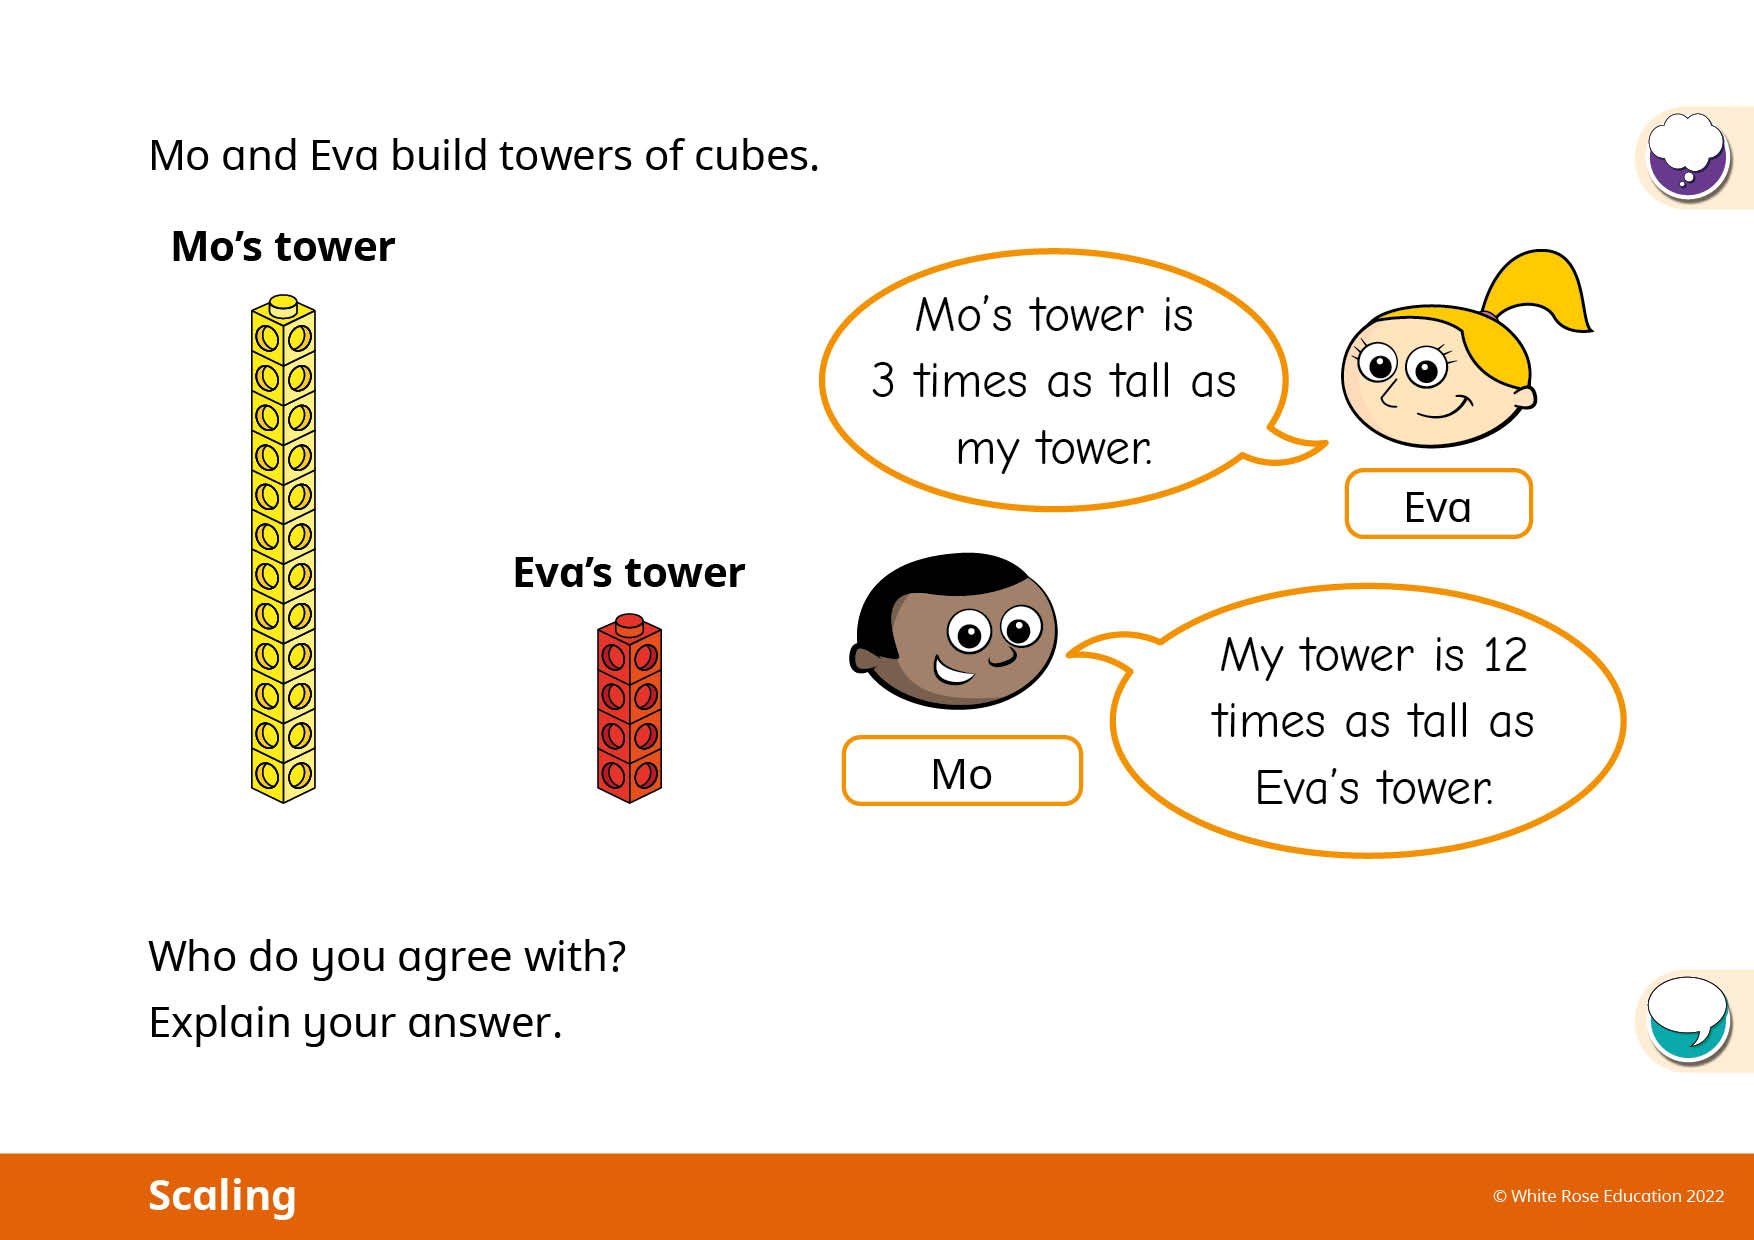 Mo and Eva build towers of cubes.
Mo’s tower
Mo’s tower is
3 times as tall as
my tower.
Eva
Eva’s tower
Mo
My tower is 12
times as tall as
Eva’s tower.
Who do you agree with?
Explain your answer.
Scaling
© White Rose Education 2022